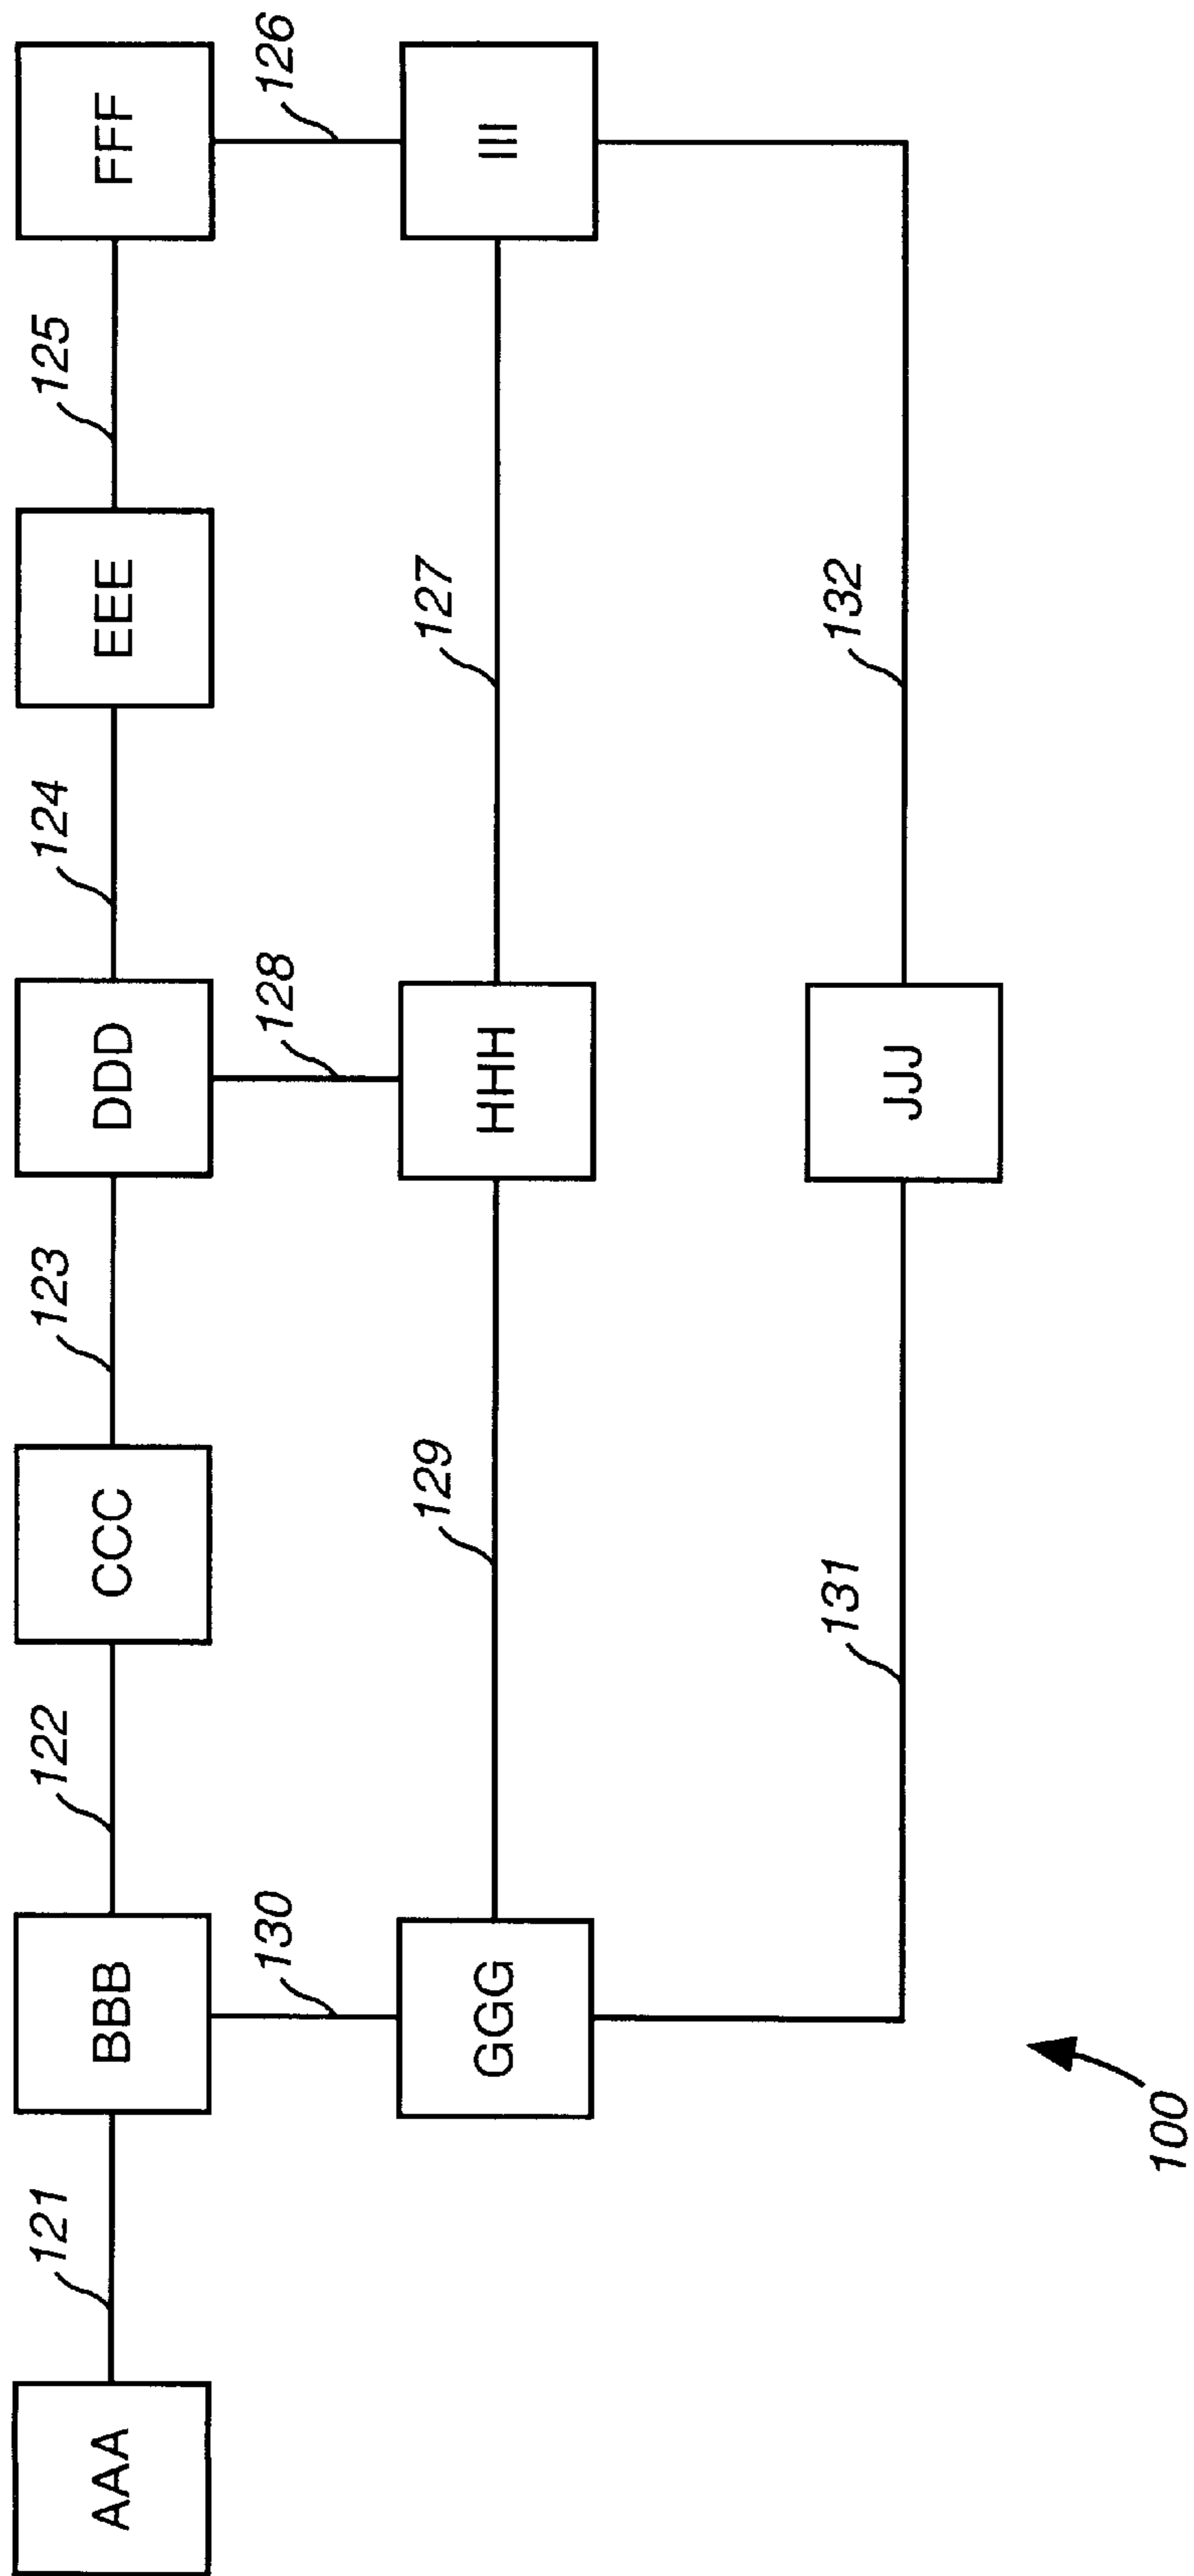 121
122
123
124
125
AAA
BBB
CCC
DDD
EEE
FFF
130
128
126
129
127
GGG
HHH
III
131
132
JJJ
100